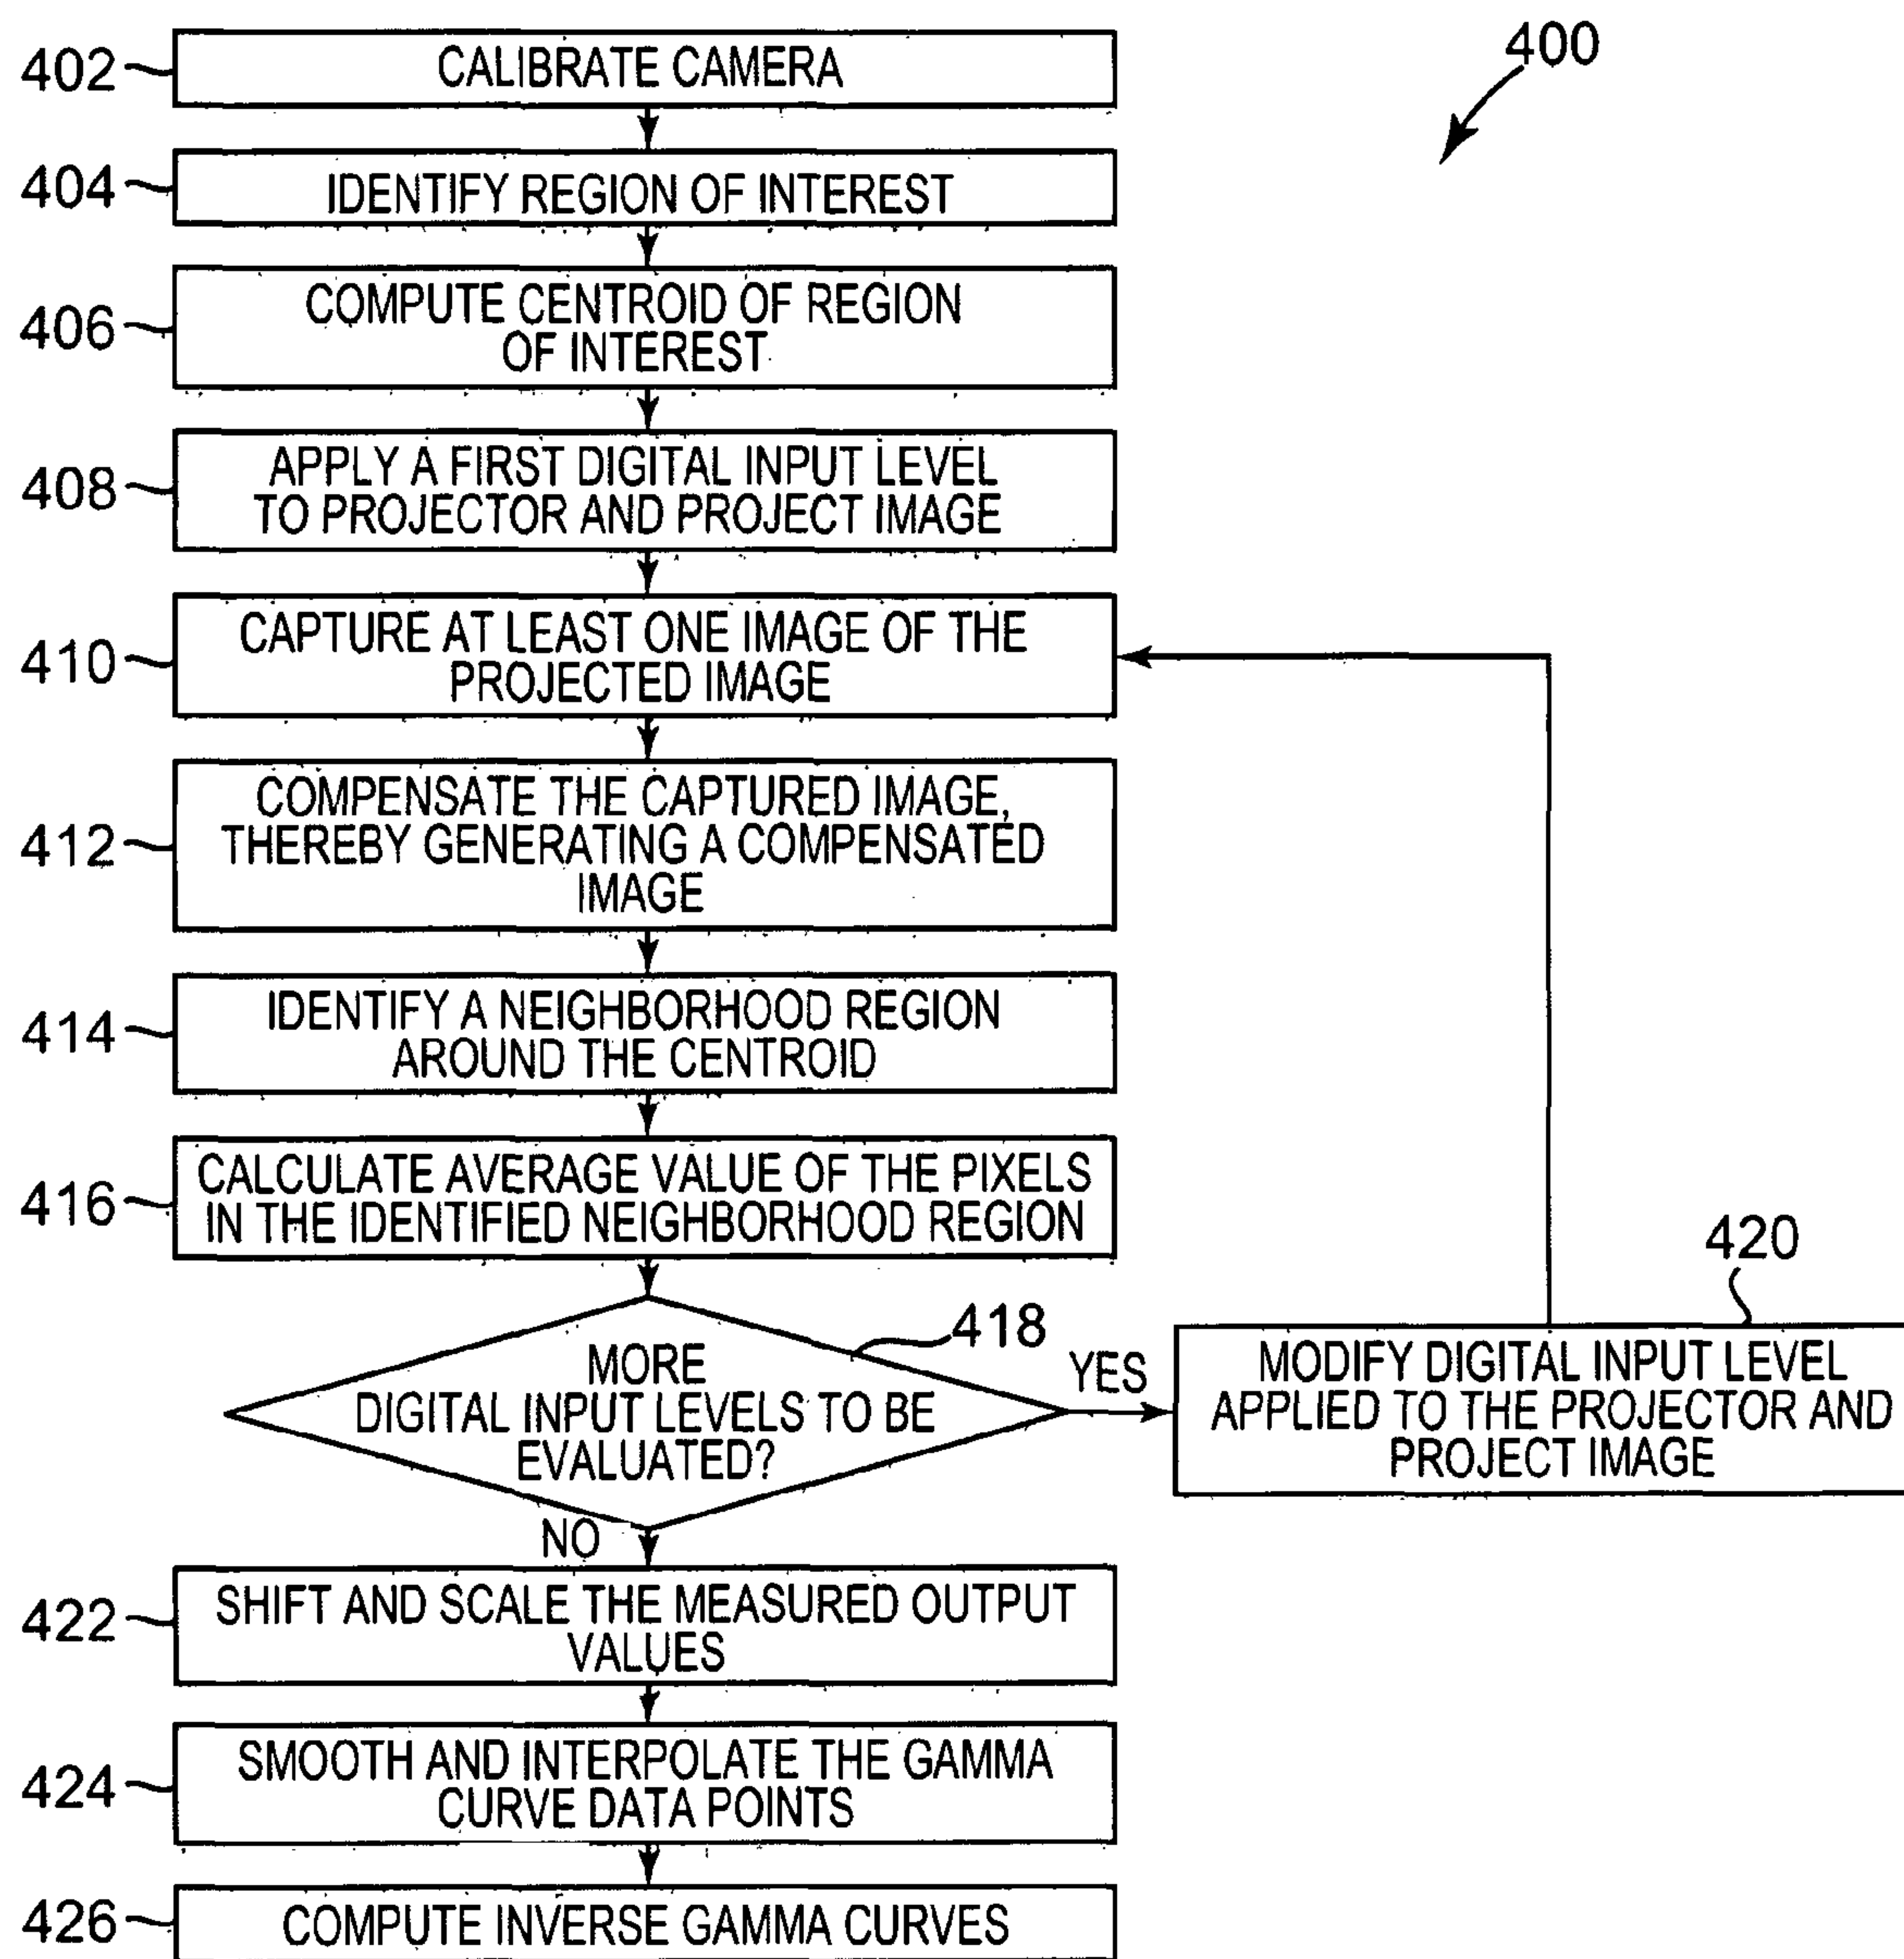 400
402
CALIBRATE CAMERA
404
IDENTIFY REGION OF INTEREST
406
COMPUTE CENTROID OF REGION
OF INTEREST
408
APPLY A FIRST DIGITAL INPUT LEVEL
TO PROJECTOR AND PROJECT IMAGE
410
CAPTURE AT LEAST ONE IMAGE OF THE
PROJECTED IMAGE
412
COMPENSATE THE CAPTURED IMAGE,
THEREBY GENERATING A COMPENSATED
IMAGE
414
IDENTIFY A NEIGHBORHOOD REGION
AROUND THE CENTROID
416
CALCULATE AVERAGE VALUE OF THE PIXELS
IN THE IDENTIFIED NEIGHBORHOOD REGION
418
MORE
DIGITAL INPUT LEVELS TO BE
EVALUATED?
YES
420
MODIFY DIGITAL INPUT LEVEL
APPLIED TO THE PROJECTOR AND
PROJECT IMAGE
NO
422
SHIFT AND SCALE THE MEASURED OUTPUT
VALUES
424
SMOOTH AND INTERPOLATE THE GAMMA
CURVE DATA POINTS
426
COMPUTE INVERSE GAMMA CURVES